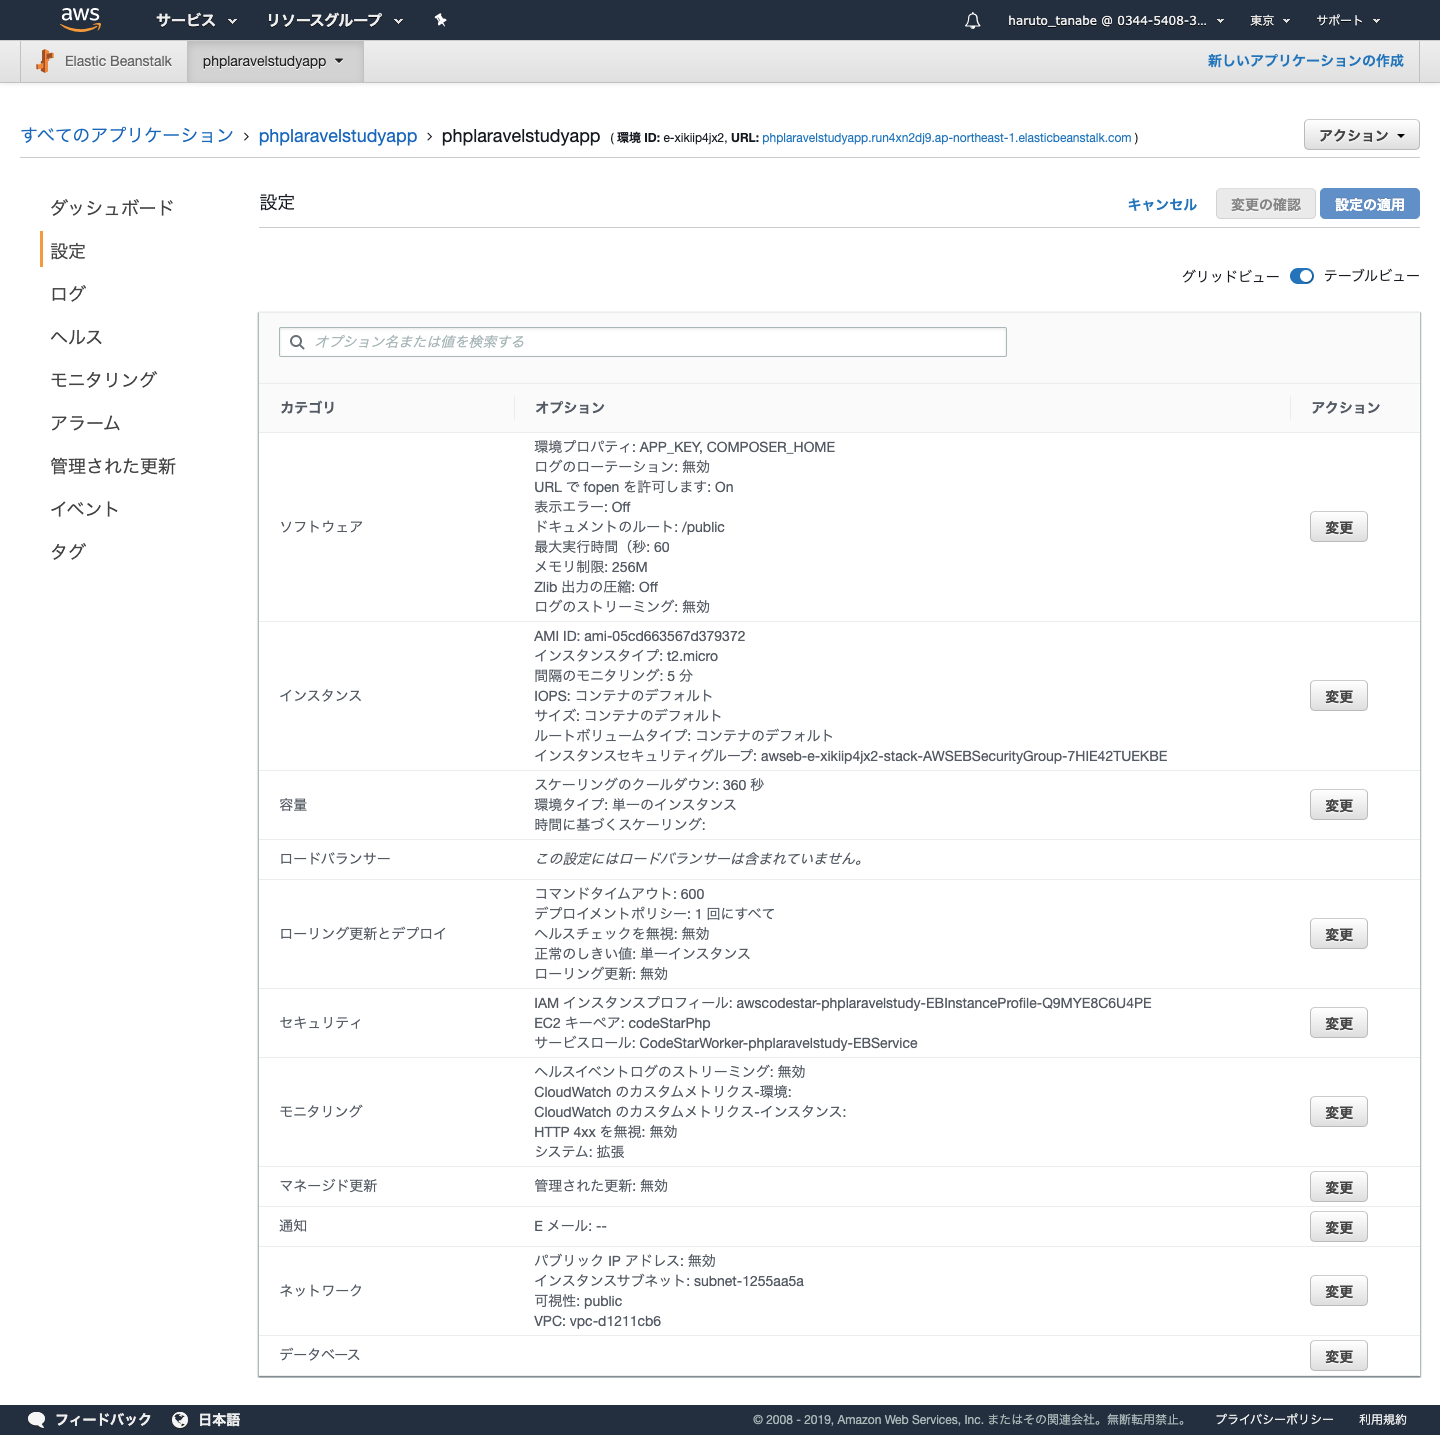 aws サービス リソースグループ haruto_tanabe @ 0344-5408-3... 東京 サポート
Elastic Beanstalk phplaravelstudyapp 新しいアプリケーションの作成
すべてのアプリケーション › phplaravelstudyapp › phplaravelstudyapp ( 環境 ID: e-xikiip4jx2, URL: phplaravelstudyapp.run4xn2dj9.ap-northeast-1.elasticbeanstalk.com ) アクション
ダッシュボード
設定
ログ
ヘルス
モニタリング
アラーム
管理された更新
イベント
タグ
設定 キャンセル 変更の確認 設定の適用
グリッドビュー テーブルビュー
オプション名または値を検索する
カテゴリ オプション アクション
ソフトウェア
環境プロパティ: APP_KEY, COMPOSER_HOME
ログのローテーション: 無効
URL で fopen を許可します: On
表示エラー: Off
ドキュメントのルート: /public
最大実行時間（秒: 60
メモリ制限: 256M
Zlib 出力の圧縮: Off
ログのストリーミング: 無効
変更
インスタンス
AMI ID: ami-05cd663567d379372
インスタンスタイプ: t2.micro
間隔のモニタリング: 5 分
IOPS: コンテナのデフォルト
サイズ: コンテナのデフォルト
ルートボリュームタイプ: コンテナのデフォルト
インスタンスセキュリティグループ: awseb-e-xikiip4jx2-stack-AWSEBSecurityGroup-7HIE42TUEKBE
変更
容量
スケーリングのクールダウン: 360 秒
環境タイプ: 単一のインスタンス
時間に基づくスケーリング:
変更
ロードバランサー この設定にはロードバランサーは含まれていません。
ローリング更新とデプロイ
コマンドタイムアウト: 600
デプロイメントポリシー: 1 回にすべて
ヘルスチェックを無視: 無効
正常のしきい値: 単一インスタンス
ローリング更新: 無効
変更
セキュリティ
IAM インスタンスプロフィール: awscodestar-phplaravelstudy-EBInstanceProfile-Q9MYE8C6U4PE
EC2 キーペア: codeStarPhp
サービスロール: CodeStarWorker-phplaravelstudy-EBService
変更
モニタリング
ヘルスイベントログのストリーミング: 無効
CloudWatch のカスタムメトリクス-環境:
CloudWatch のカスタムメトリクス-インスタンス:
HTTP 4xx を無視: 無効
システム: 拡張
変更
マネージド更新 管理された更新: 無効 変更
通知 E メール: -- 変更
ネットワーク
パブリック IP アドレス: 無効
インスタンスサブネット: subnet-1255aa5a
可視性: public
VPC: vpc-d1211cb6
変更
データベース 変更
フィードバック 日本語 © 2008 - 2019, Amazon Web Services, Inc. またはその関連会社。無断転用禁止。 プライバシーポリシー 利用規約